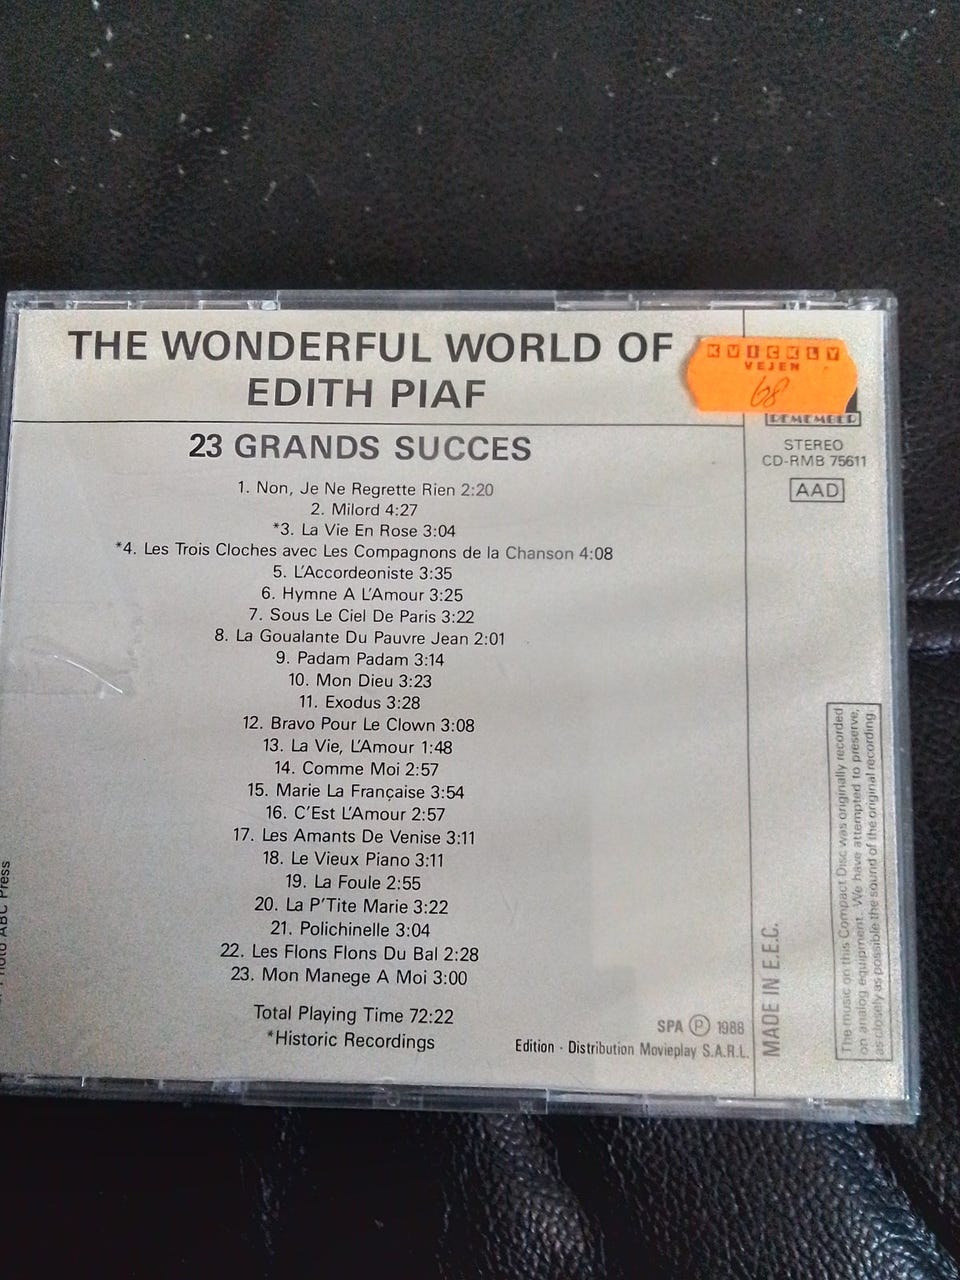 THE WONDERFUL WORLD OF
EDITH PIAF
KVICKLY
VEJEN
68
REMEMBER
STEREO
CD-RMB 75611
AAD
23 GRANDS SUCCES
1. Non, Je Ne Regrette Rien 2:20
2. Milord 4:27
*3. La Vie En Rose 3:04
*4. Les Trois Cloches avec Les Compagnons de la Chanson 4:08
5. L'Accordeoniste 3:35
6. Hymne A L'Amour 3:25
7. Sous Le Ciel De Paris 3:22
8. La Goualante Du Pauvre Jean 2:01
9. Padam Padam 3:14
10. Mon Dieu 3:23
11. Exodus 3:28
12. Bravo Pour Le Clown 3:08
13. La Vie, L'Amour 1:48
14. Comme Moi 2:57
15. Marie La Française 3:54
16. C'Est L'Amour 2:57
17. Les Amants De Venise 3:11
18. Le Vieux Piano 3:11
19. La Foule 2:55
20. La P'Tite Marie 3:22
21. Polichinelle 3:04
22. Les Flons Flons Du Bal 2:28
23. Mon Manege A Moi 3:00
Total Playing Time 72:22
*Historic Recordings
SPA ℗ 1988
Edition · Distribution Movieplay S.A.R.L.
MADE IN E.E.C.
The music on this Compact Disc was originally recorded
on analog equipment. We have attempted to preserve,
as closely as possible the sound of the original recording.
ABC Press